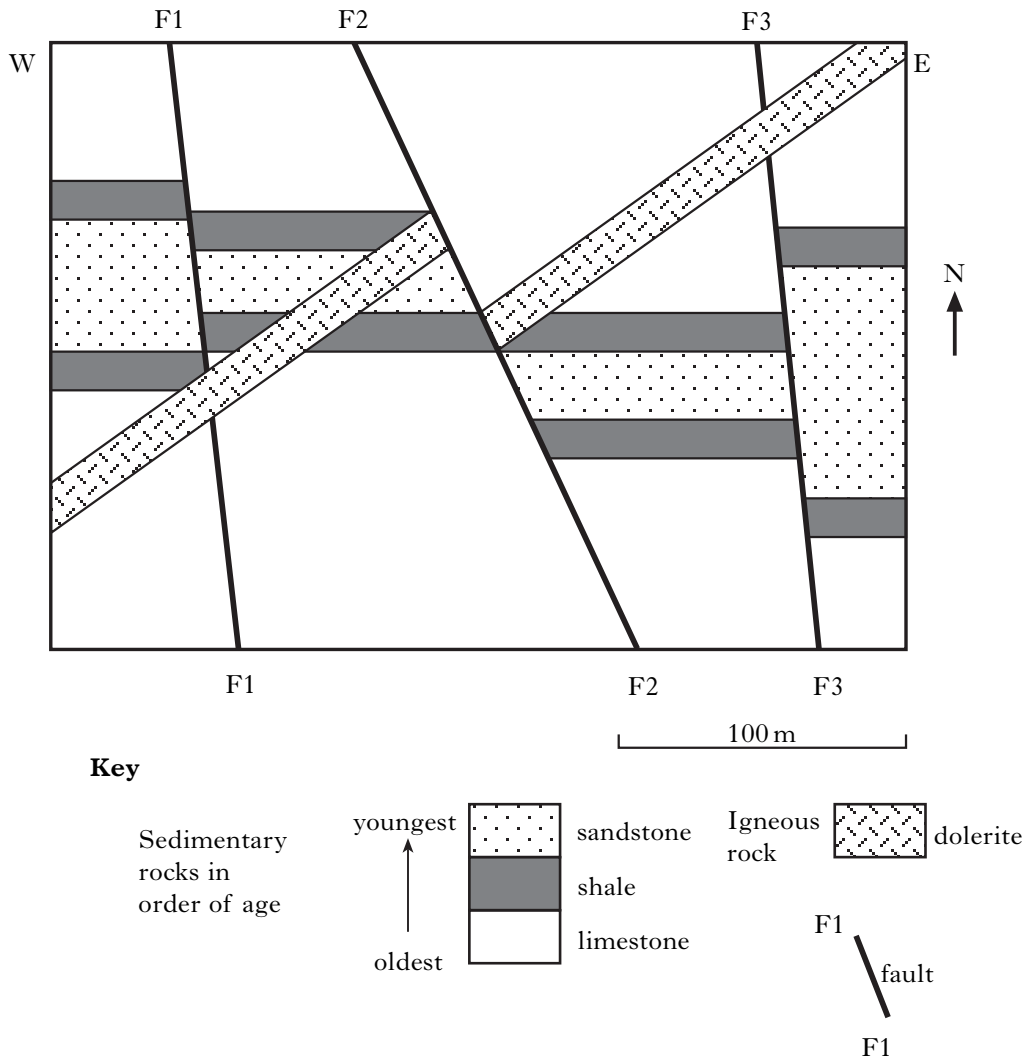 F1 F2 F3
W E
N
F1 F2 F3
100 m
Key
Sedimentary
rocks in
order of age
youngest
oldest
sandstone
shale
limestone
Igneous
rock
dolerite
F1
fault
F1